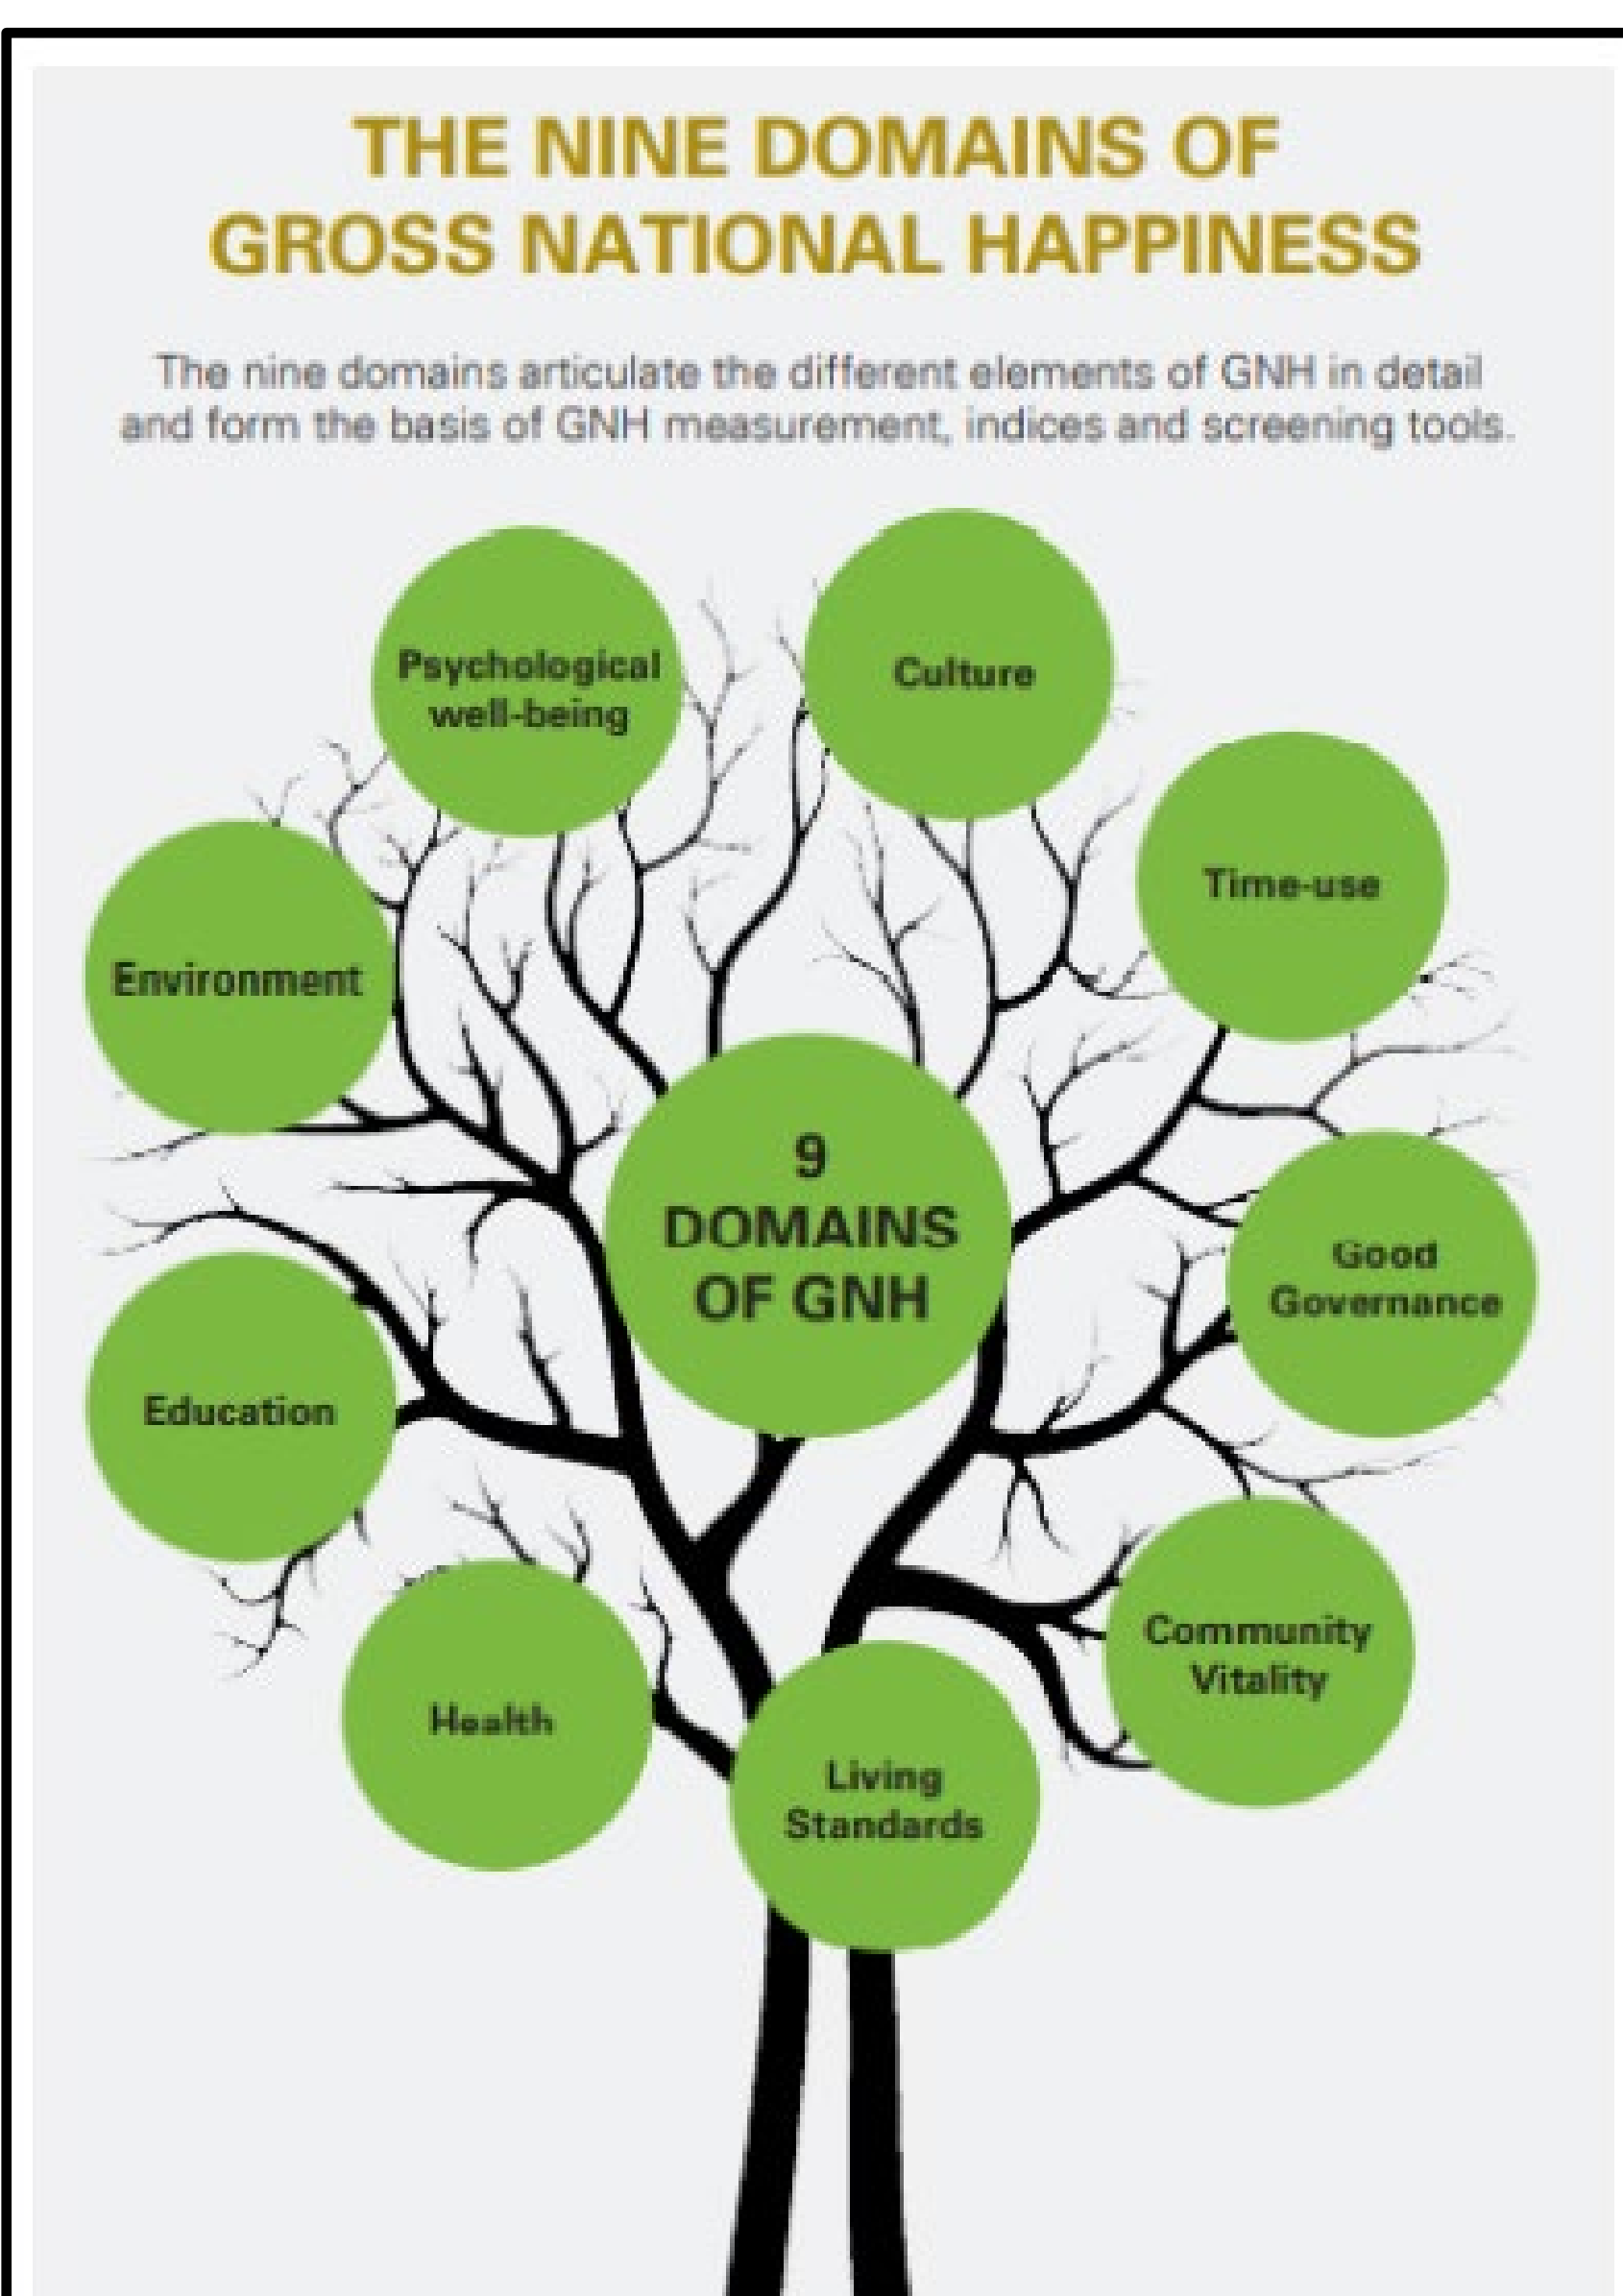 THE NINE DOMAINS OF
GROSS NATIONAL HAPPINESS
The nine domains articulate the different elements of GNH in detail
and form the basis of GNH measurement, indices and screening tools.
Psychological
well-being
Culture
Time-use
Environment
9
DOMAINS
OF GNH
Good
Governance
Education
Community
Vitality
Health
Living
Standards